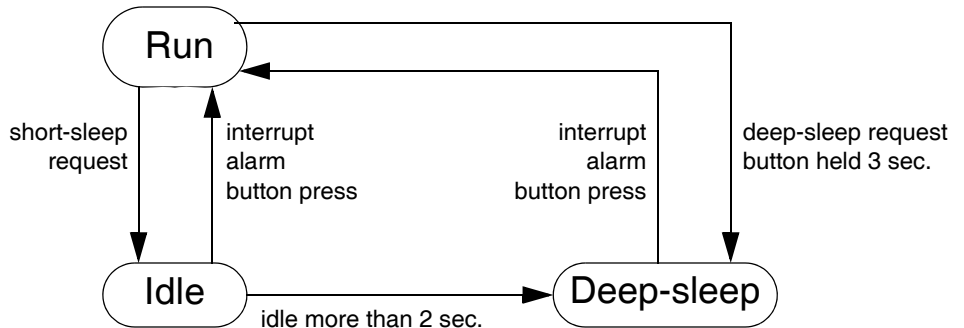 Run
short-sleep
request
interrupt
alarm
button press
interrupt
alarm
button press
deep-sleep request
button held 3 sec.
Idle
Deep-sleep
idle more than 2 sec.